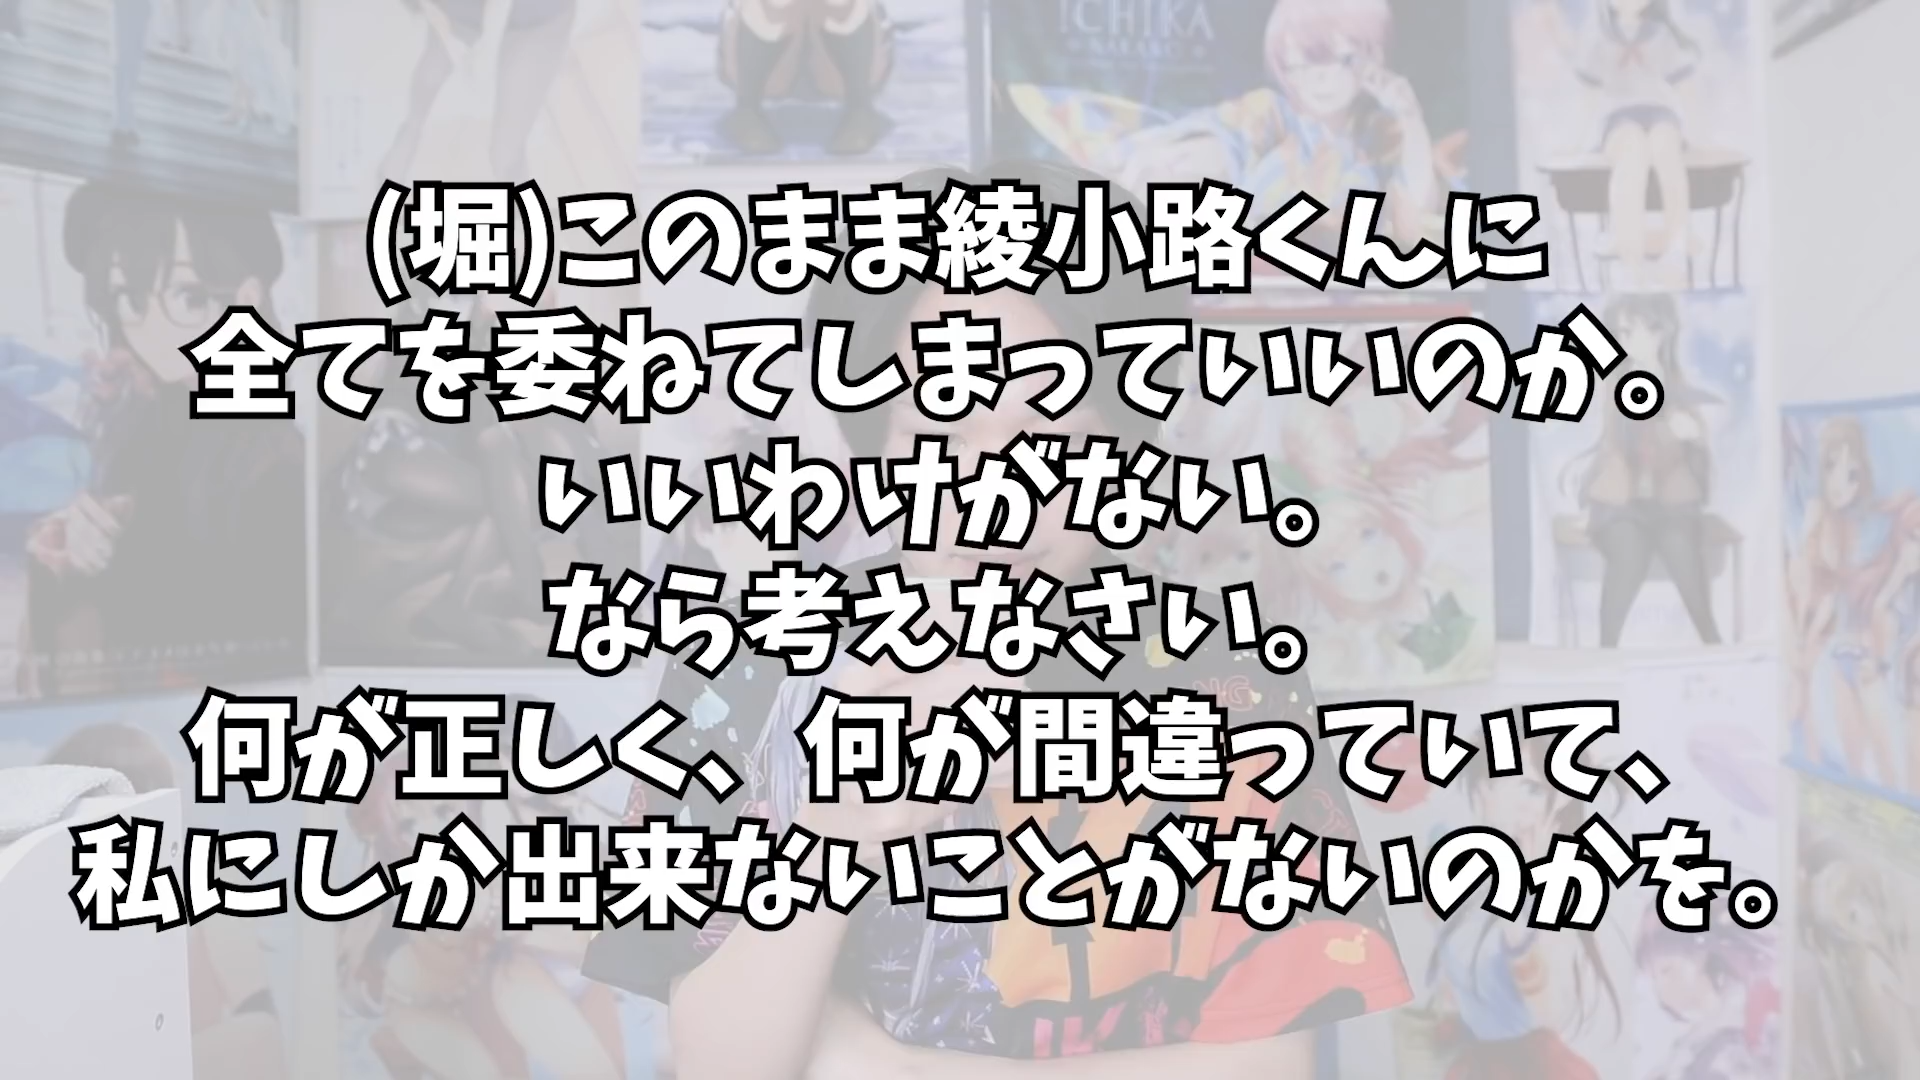 ICHIKA
NAKANO
(堀)このまま綾小路くんに
全てを委ねてしまっていいのか。
いいわけがない。
なら考えなさい。
何が正しく、何が間違っていて、
私にしか出来ないことがないのかを。